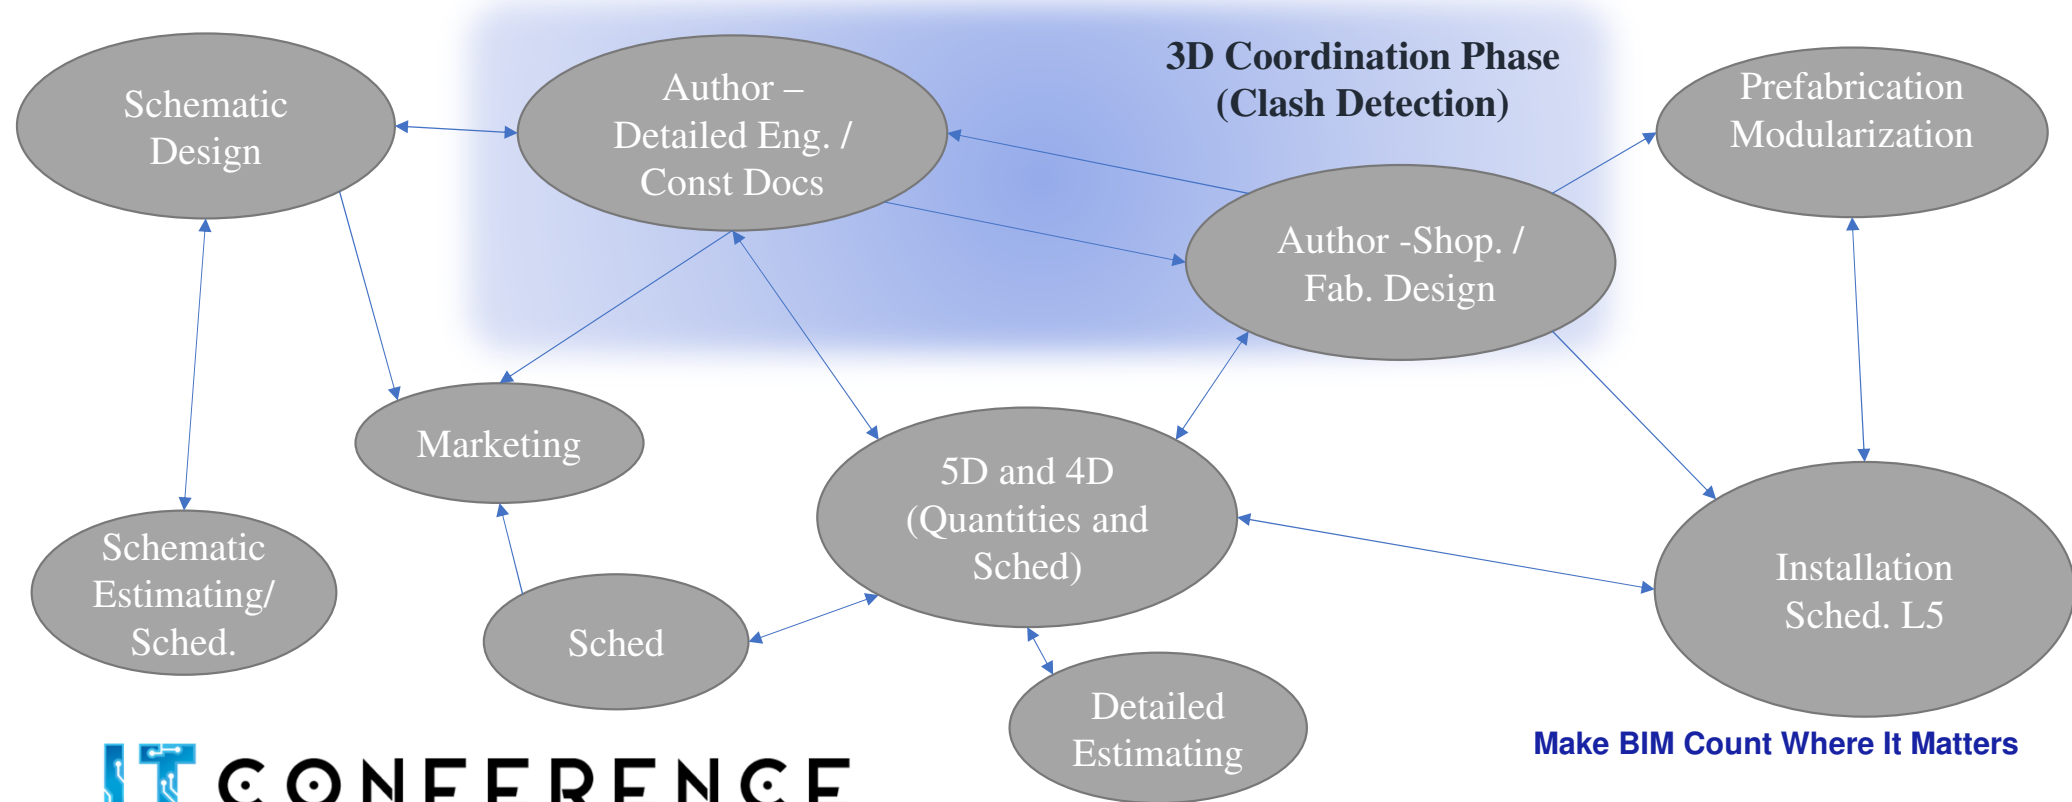 Schematic
Design
Author –
Detailed Eng. /
Const Docs
3D Coordination Phase
(Clash Detection)
Prefabrication
Modularization
Author -Shop. /
Fab. Design
Marketing
5D and 4D
(Quantities and
Sched)
Schematic
Estimating/
Sched.
Sched
Installation
Sched. L5
Detailed
Estimating
Make BIM Count Where It Matters
IT CONFERENCE